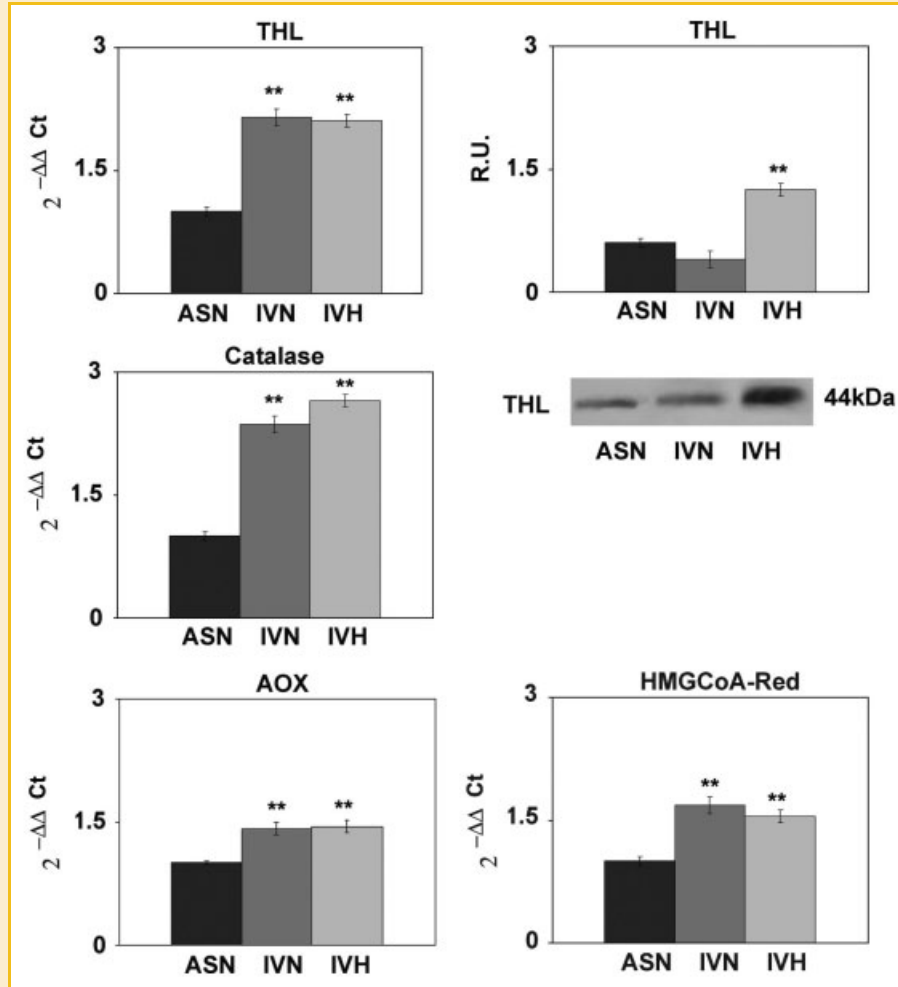 THL
3
1.5
0
2 −ΔΔ Ct
** **
ASN IVN IVH
THL
3
1.5
0
R.U.
**
ASN IVN IVH
THL 44kDa
ASN IVN IVH
Catalase
3
1.5
0
2 −ΔΔ Ct
** **
ASN IVN IVH
AOX
3
1.5
0
2 −ΔΔ Ct
** **
ASN IVN IVH
HMGCoA-Red
3
1.5
0
2 −ΔΔ Ct
** **
ASN IVN IVH